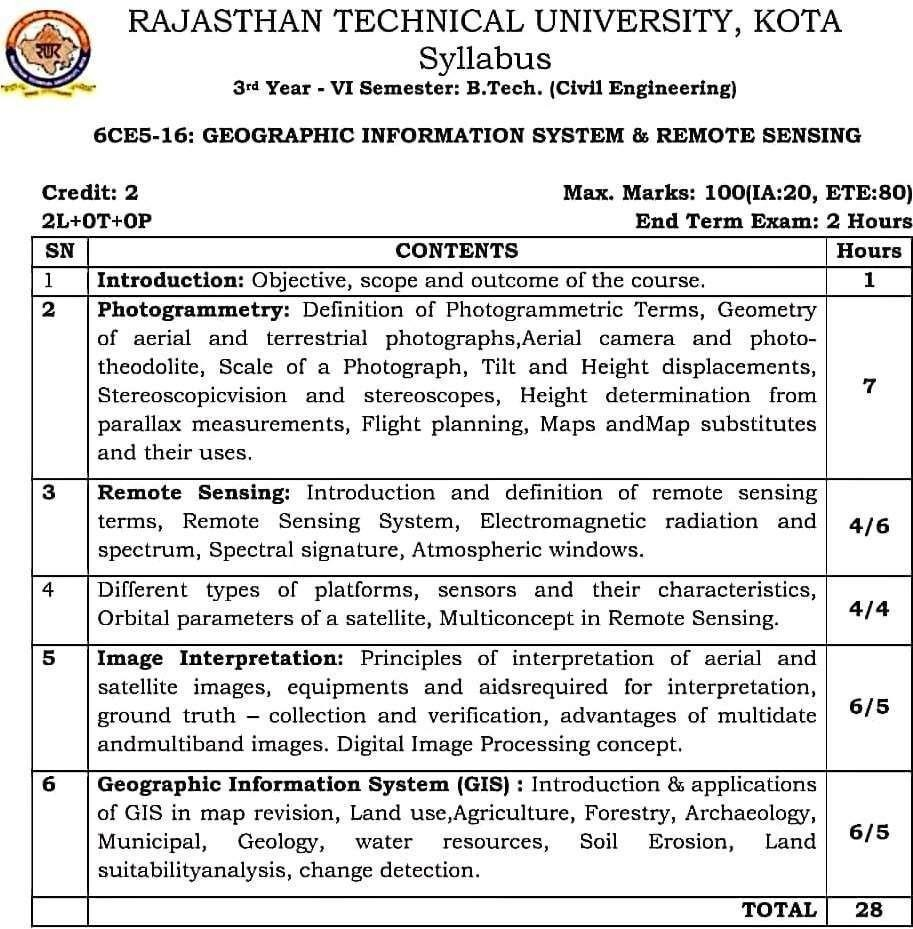 RAJASTHAN TECHNICAL UNIVERSITY, KOTA
Syllabus
3rd Year - VI Semester: B.Tech. (Civil Engineering)
6CE5-16: GEOGRAPHIC INFORMATION SYSTEM & REMOTE SENSING
Credit: 2 Max. Marks: 100(IA:20, ETE:80)
2L+0T+0P End Term Exam: 2 Hours
SN CONTENTS Hours
1 Introduction: Objective, scope and outcome of the course. 1
2 Photogrammetry: Definition of Photogrammetric Terms, Geometry
of aerial and terrestrial photographs,Aerial camera and photo-
theodolite, Scale of a Photograph, Tilt and Height displacements,
Stereoscopicvision and stereoscopes, Height determination from
parallax measurements, Flight planning, Maps andMap substitutes
and their uses.
7
3 Remote Sensing: Introduction and definition of remote sensing
terms, Remote Sensing System, Electromagnetic radiation and
spectrum, Spectral signature, Atmospheric windows.
4/6
4 Different types of platforms, sensors and their characteristics,
Orbital parameters of a satellite, Multiconcept in Remote Sensing.
4/4
5 Image Interpretation: Principles of interpretation of aerial and
satellite images, equipments and aidsrequired for interpretation,
ground truth – collection and verification, advantages of multidate
andmultiband images. Digital Image Processing concept.
6/5
6 Geographic Information System (GIS) : Introduction & applications
of GIS in map revision, Land use,Agriculture, Forestry, Archaeology,
Municipal, Geology, water resources, Soil Erosion, Land
suitabilityanalysis, change detection.
6/5
TOTAL 28